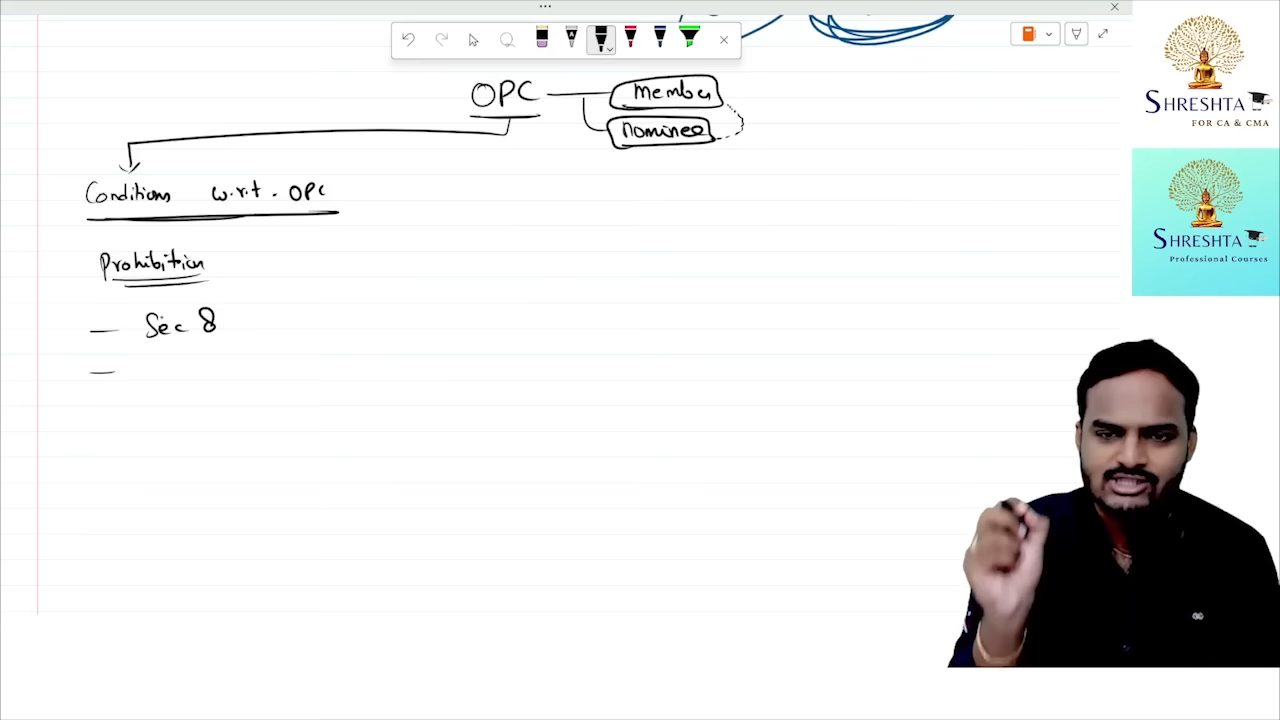 OPC
Member
Nominee
Conditions w.r.t. OPC
Prohibition
— Sec 8
—
SHRESHTA
FOR CA & CMA
SHRESHTA
Professional Courses